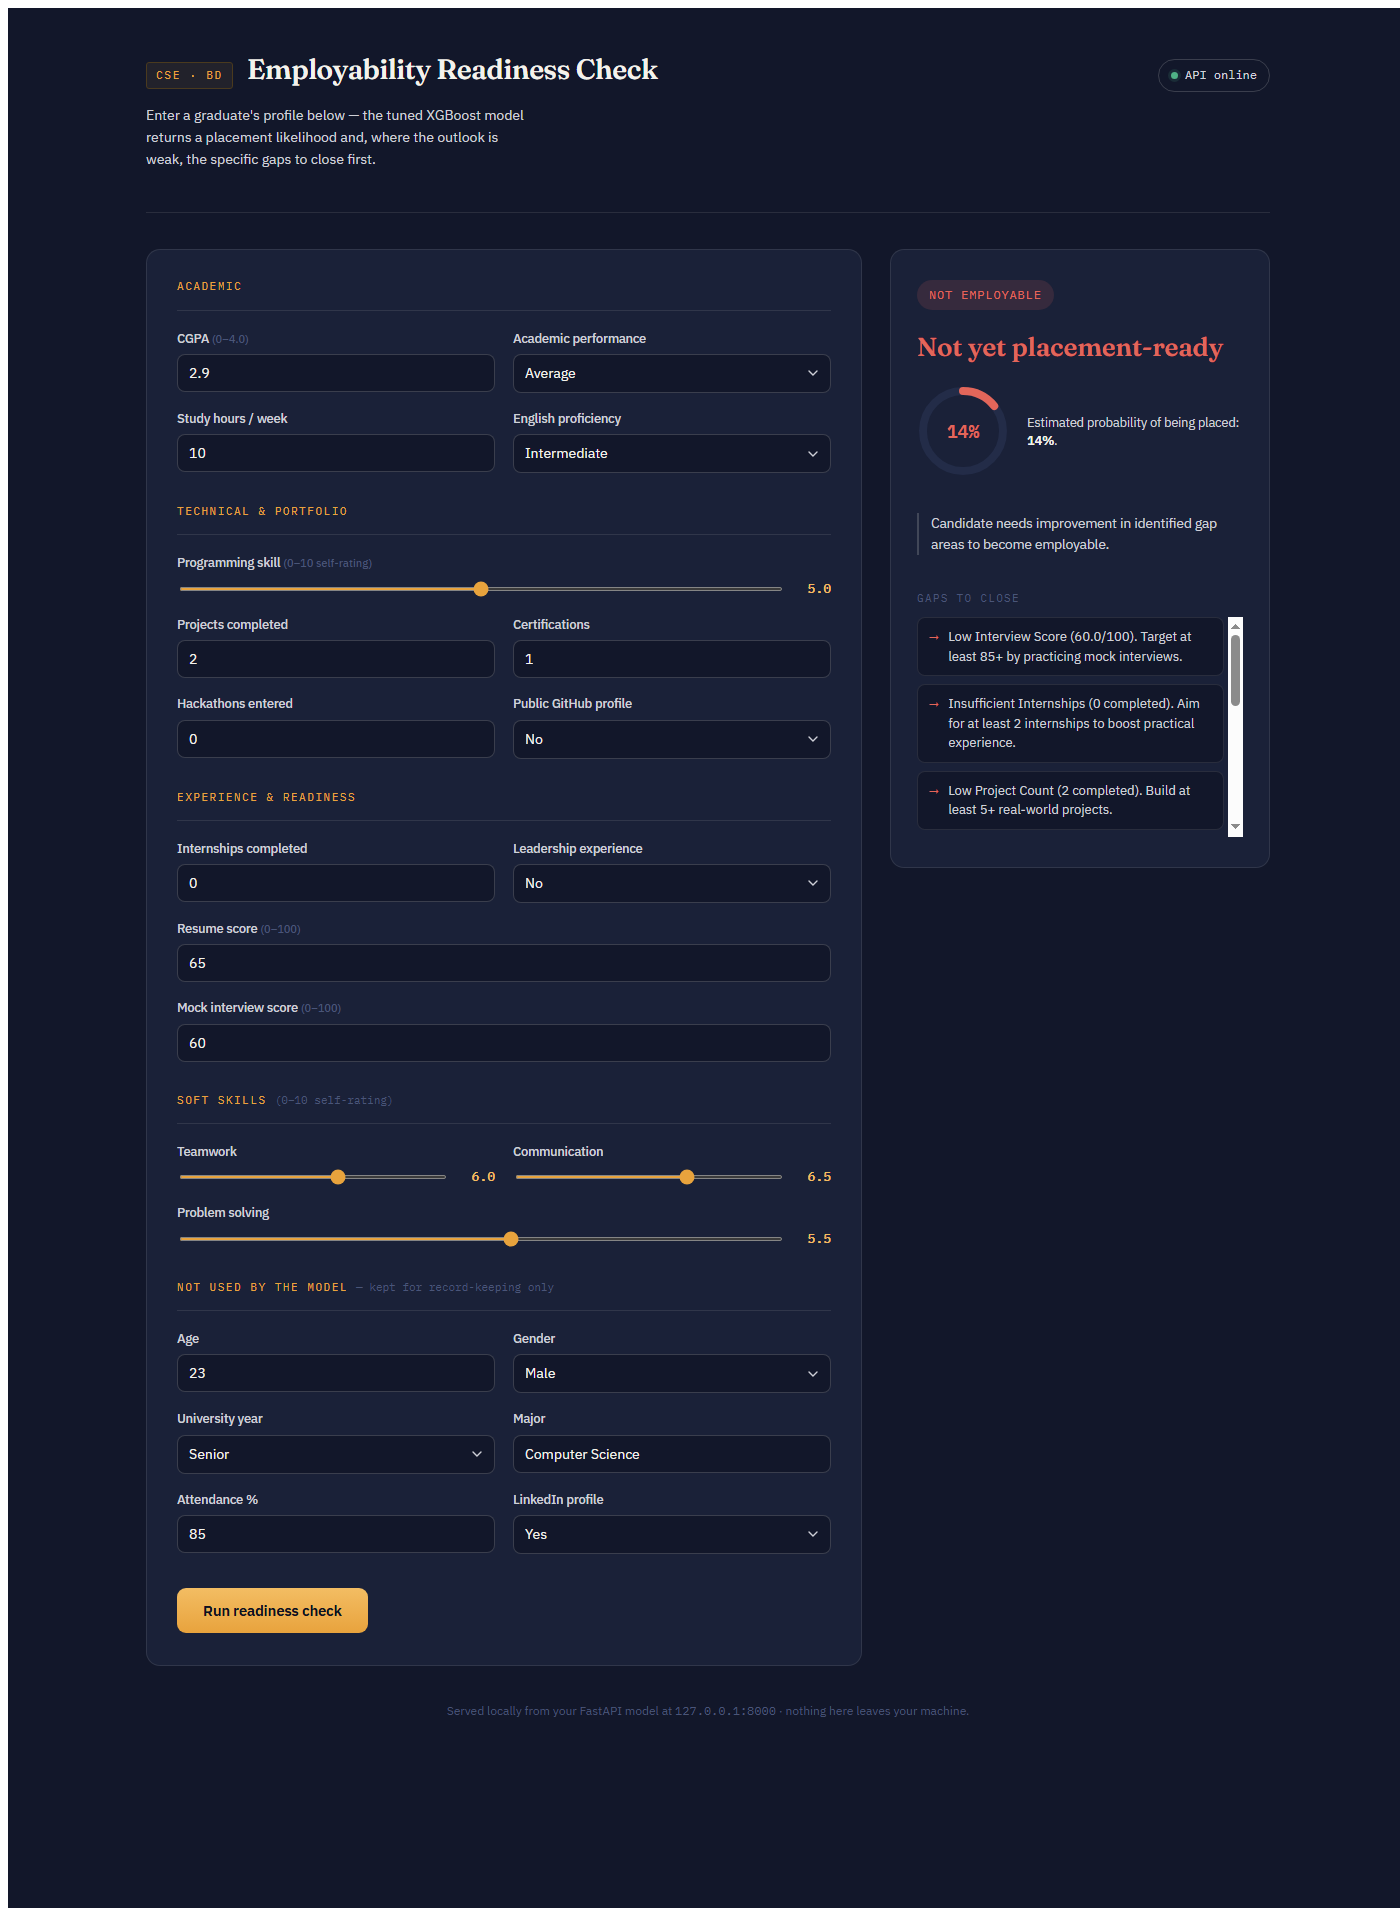 CSE · BD
Employability Readiness Check
API online
Enter a graduate's profile below — the tuned XGBoost model
returns a placement likelihood and, where the outlook is
weak, the specific gaps to close first.
ACADEMIC
CGPA (0–4.0)
2.9
Academic performance
Average
Study hours / week
10
English proficiency
Intermediate
TECHNICAL & PORTFOLIO
Programming skill (0–10 self-rating)
5.0
Projects completed
2
Certifications
1
Hackathons entered
0
Public GitHub profile
No
EXPERIENCE & READINESS
Internships completed
0
Leadership experience
No
Resume score (0–100)
65
Mock interview score (0–100)
60
SOFT SKILLS (0–10 self-rating)
Teamwork
6.0
Communication
6.5
Problem solving
5.5
NOT USED BY THE MODEL — kept for record-keeping only
Age
23
Gender
Male
University year
Senior
Major
Computer Science
Attendance %
85
LinkedIn profile
Yes
Run readiness check
NOT EMPLOYABLE
Not yet placement-ready
14%
Estimated probability of being placed:
14%.
Candidate needs improvement in identified gap
areas to become employable.
GAPS TO CLOSE
→ Low Interview Score (60.0/100). Target at
least 85+ by practicing mock interviews.
→ Insufficient Internships (0 completed). Aim
for at least 2 internships to boost practical
experience.
→ Low Project Count (2 completed). Build at
least 5+ real-world projects.
Served locally from your FastAPI model at 127.0.0.1:8000 · nothing here leaves your machine.